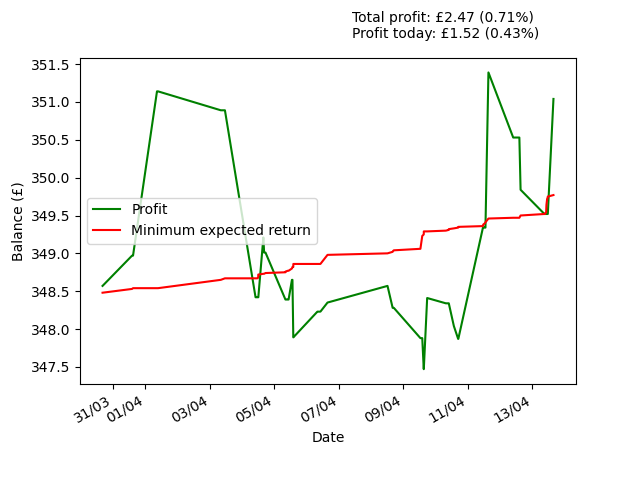 Total profit: £2.47 (0.71%)
Profit today: £1.52 (0.43%)
351.5
351.0
350.5
350.0
349.5
349.0
348.5
348.0
347.5
Balance (£)
Profit
Minimum expected return
31/03 01/04 03/04 05/04 07/04 09/04 11/04 13/04
Date